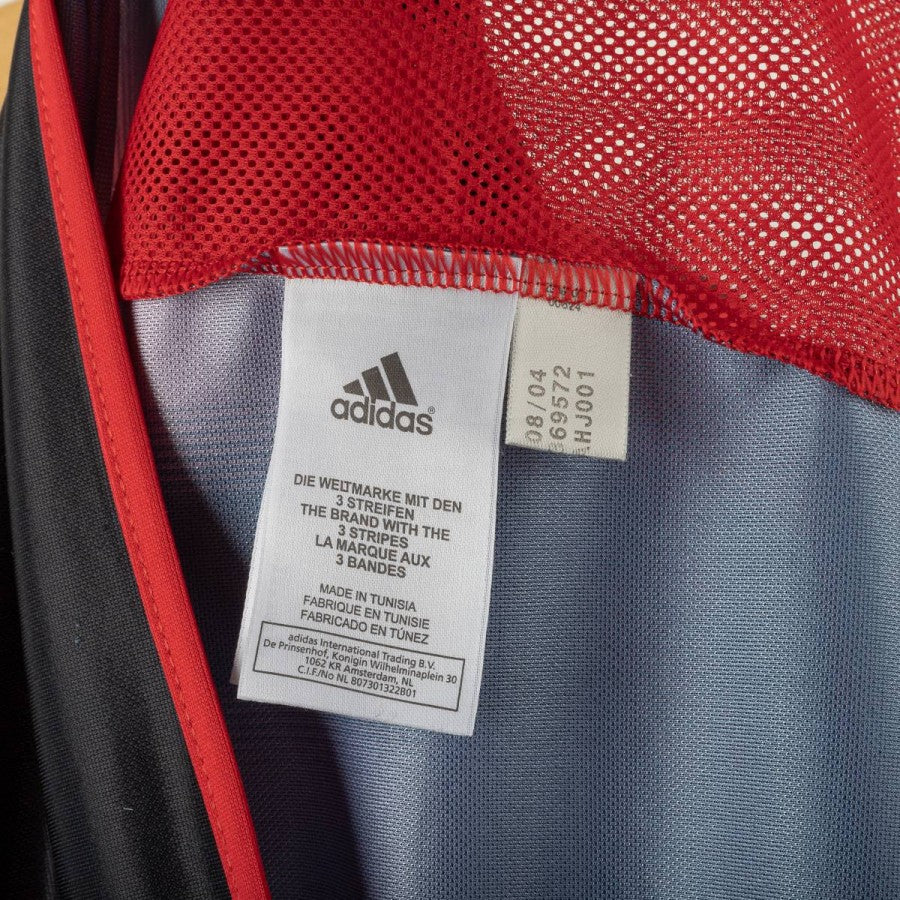 adidas®
DIE WELTMARKE MIT DEN
3 STREIFEN
THE BRAND WITH THE
3 STRIPES
LA MARQUE AUX
3 BANDES
MADE IN TUNISIA
FABRIQUE EN TUNISIE
FABRICADO EN TÚNEZ
adidas International Trading B.V.
De Prinsenhof, Konigin Wilhelminaplein 30
1062 KR Amsterdam, NL
C.I.F./No NL 807301322B01
08/04
869572
AHJ001